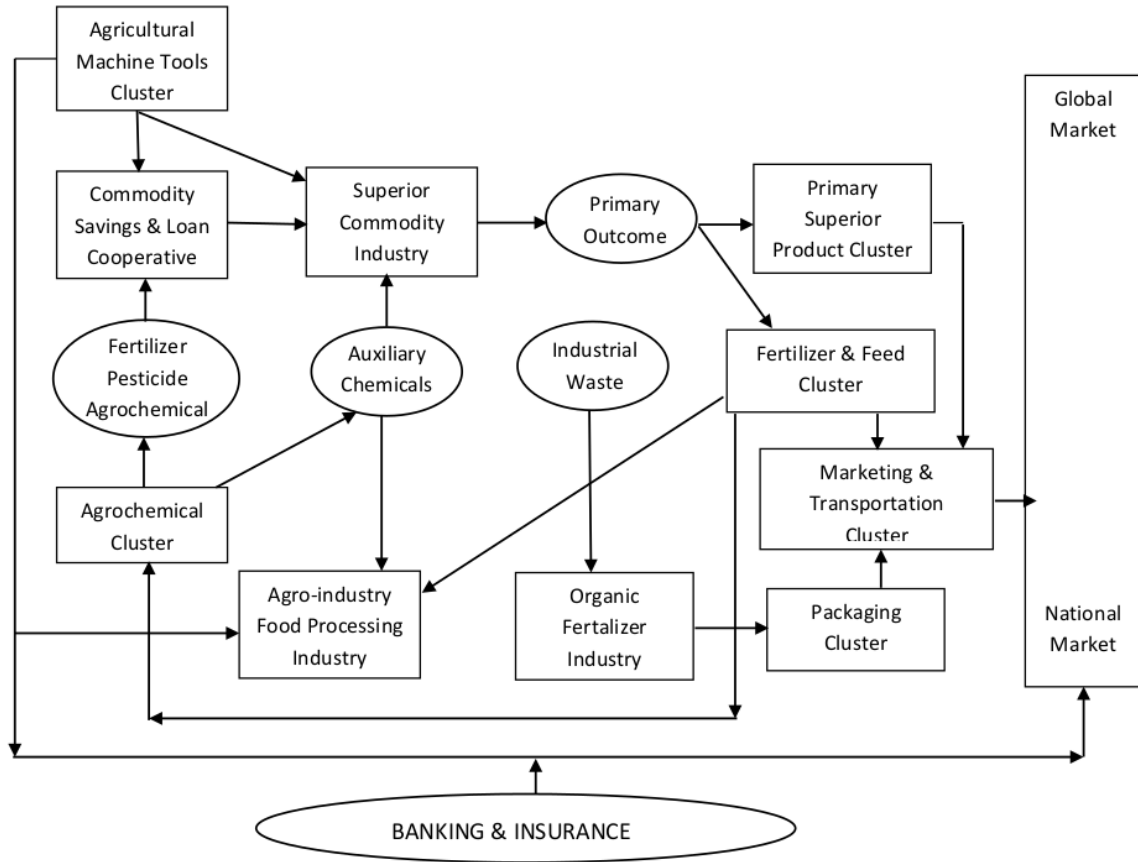 Agricultural
Machine Tools
Cluster
Global
Market
Commodity
Savings & Loan
Cooperative
Superior
Commodity
Industry
Primary
Outcome
Primary
Superior
Product Cluster
Fertilizer
Pesticide
Agrochemical
Auxiliary
Chemicals
Industrial
Waste
Fertilizer & Feed
Cluster
Marketing &
Transportation
Cluster
Agrochemical
Cluster
Agro-industry
Food Processing
Industry
Organic
Fertalizer
Industry
Packaging
Cluster
National
Market
BANKING & INSURANCE